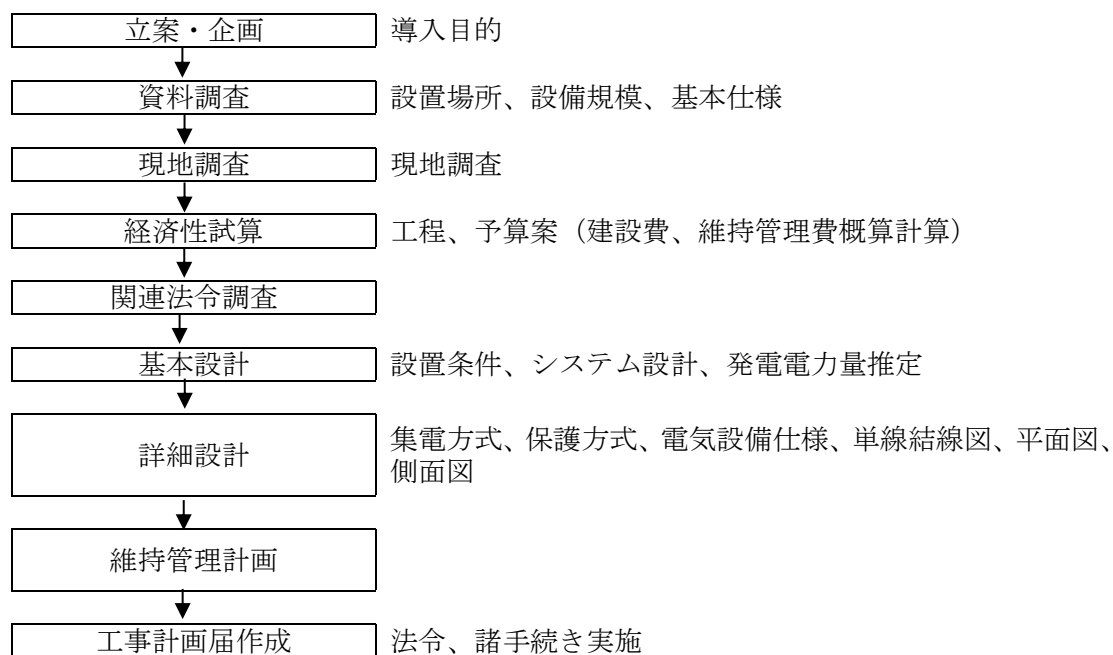 立案・企画 導入目的
資料調査 設置場所、設備規模、基本仕様
現地調査 現地調査
経済性試算 工程、予算案（建設費、維持管理費概算計算）
関連法令調査
基本設計 設置条件、システム設計、発電電力量推定
詳細設計 集電方式、保護方式、電気設備仕様、単線結線図、平面図、
側面図
維持管理計画
工事計画届作成 法令、諸手続き実施